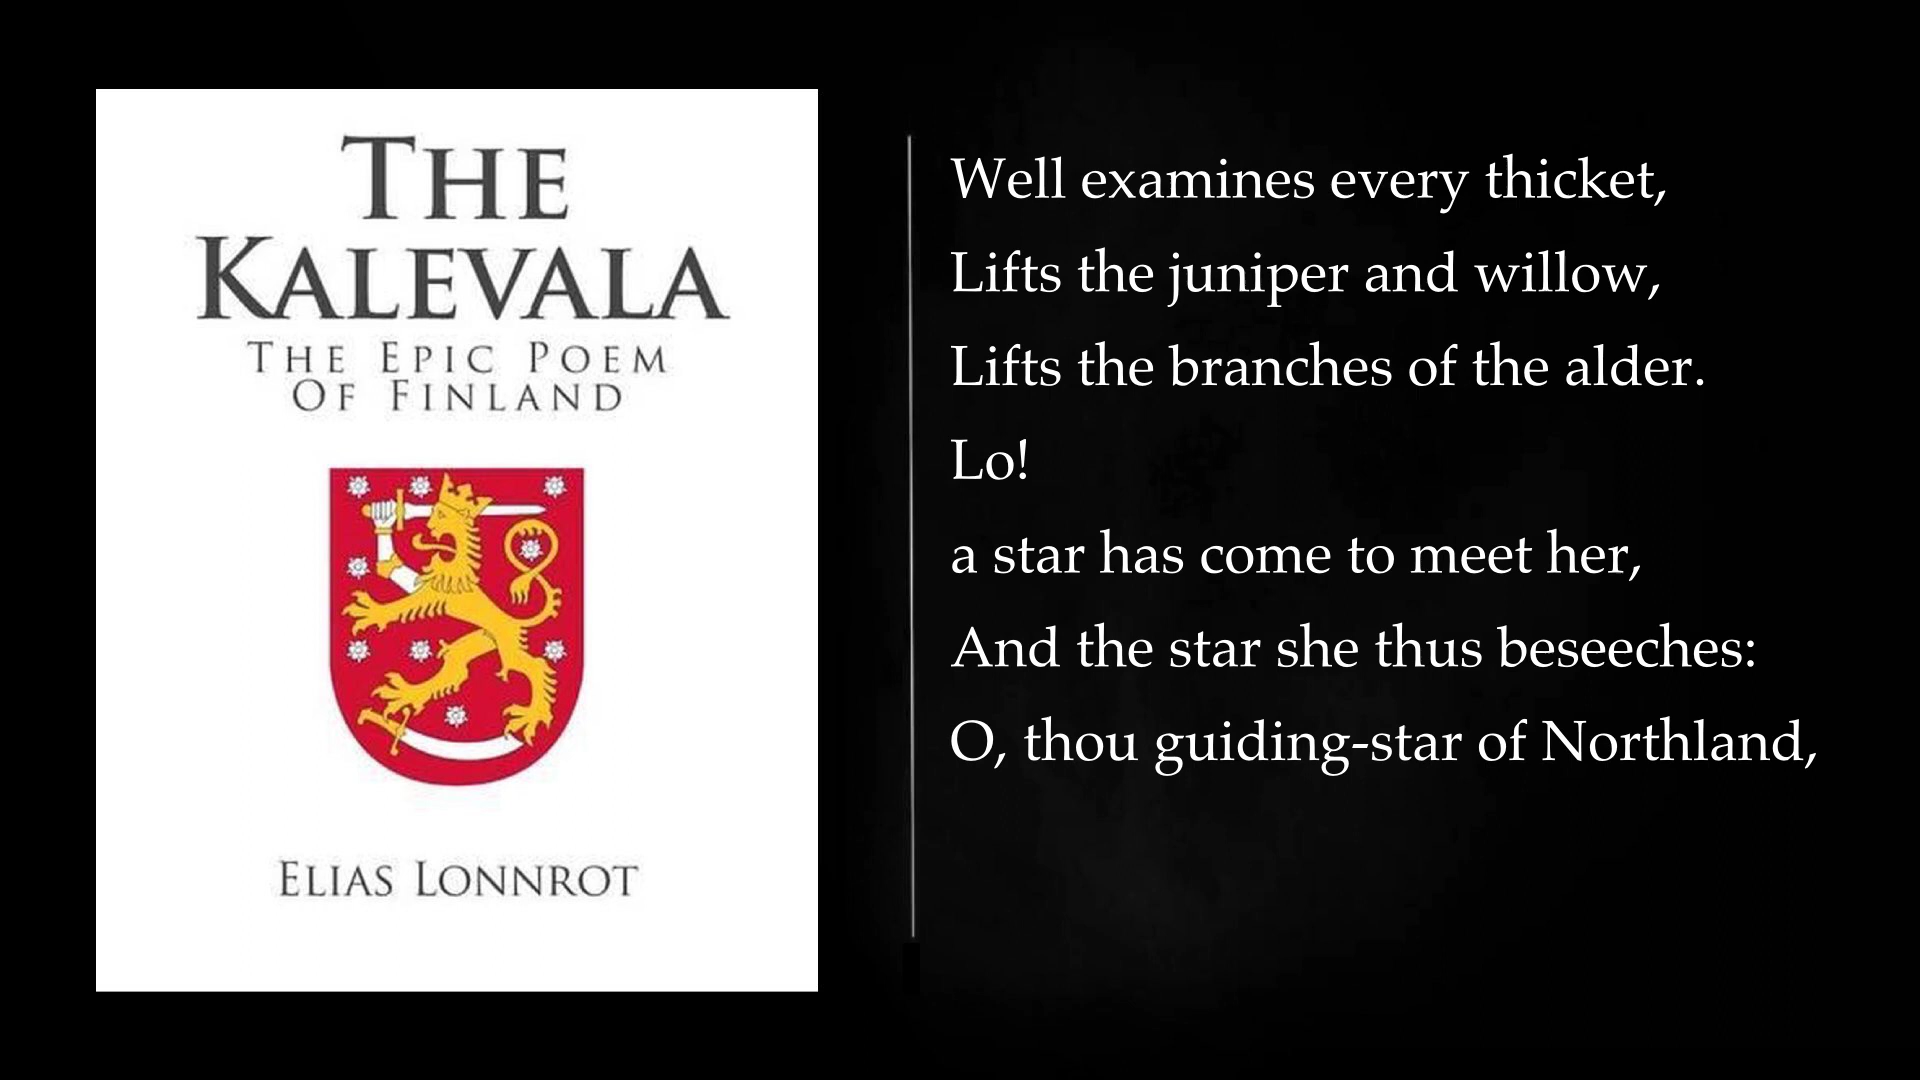 THE
KALEVALA
THE EPIC POEM
OF FINLAND
ELIAS LONNROT
Well examines every thicket,
Lifts the juniper and willow,
Lifts the branches of the alder.
Lo!
a star has come to meet her,
And the star she thus beseeches:
O, thou guiding-star of Northland,